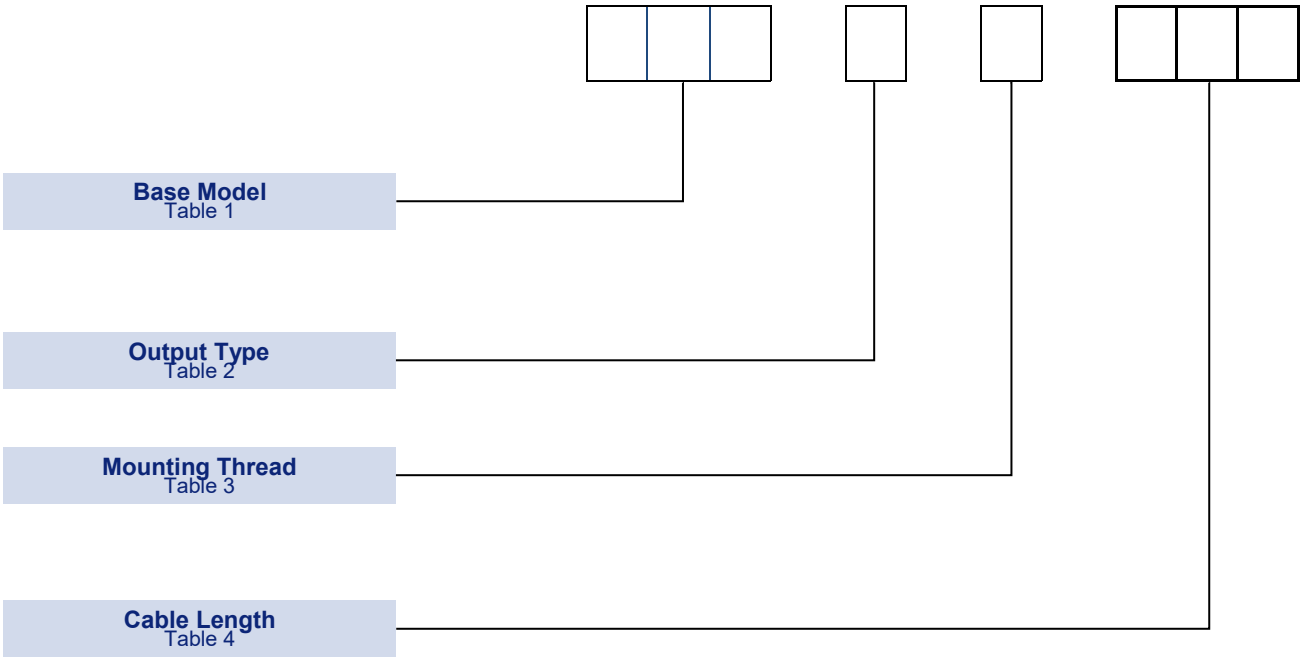 Base Model
Table 1
Output Type
Table 2
Mounting Thread
Table 3
Cable Length
Table 4